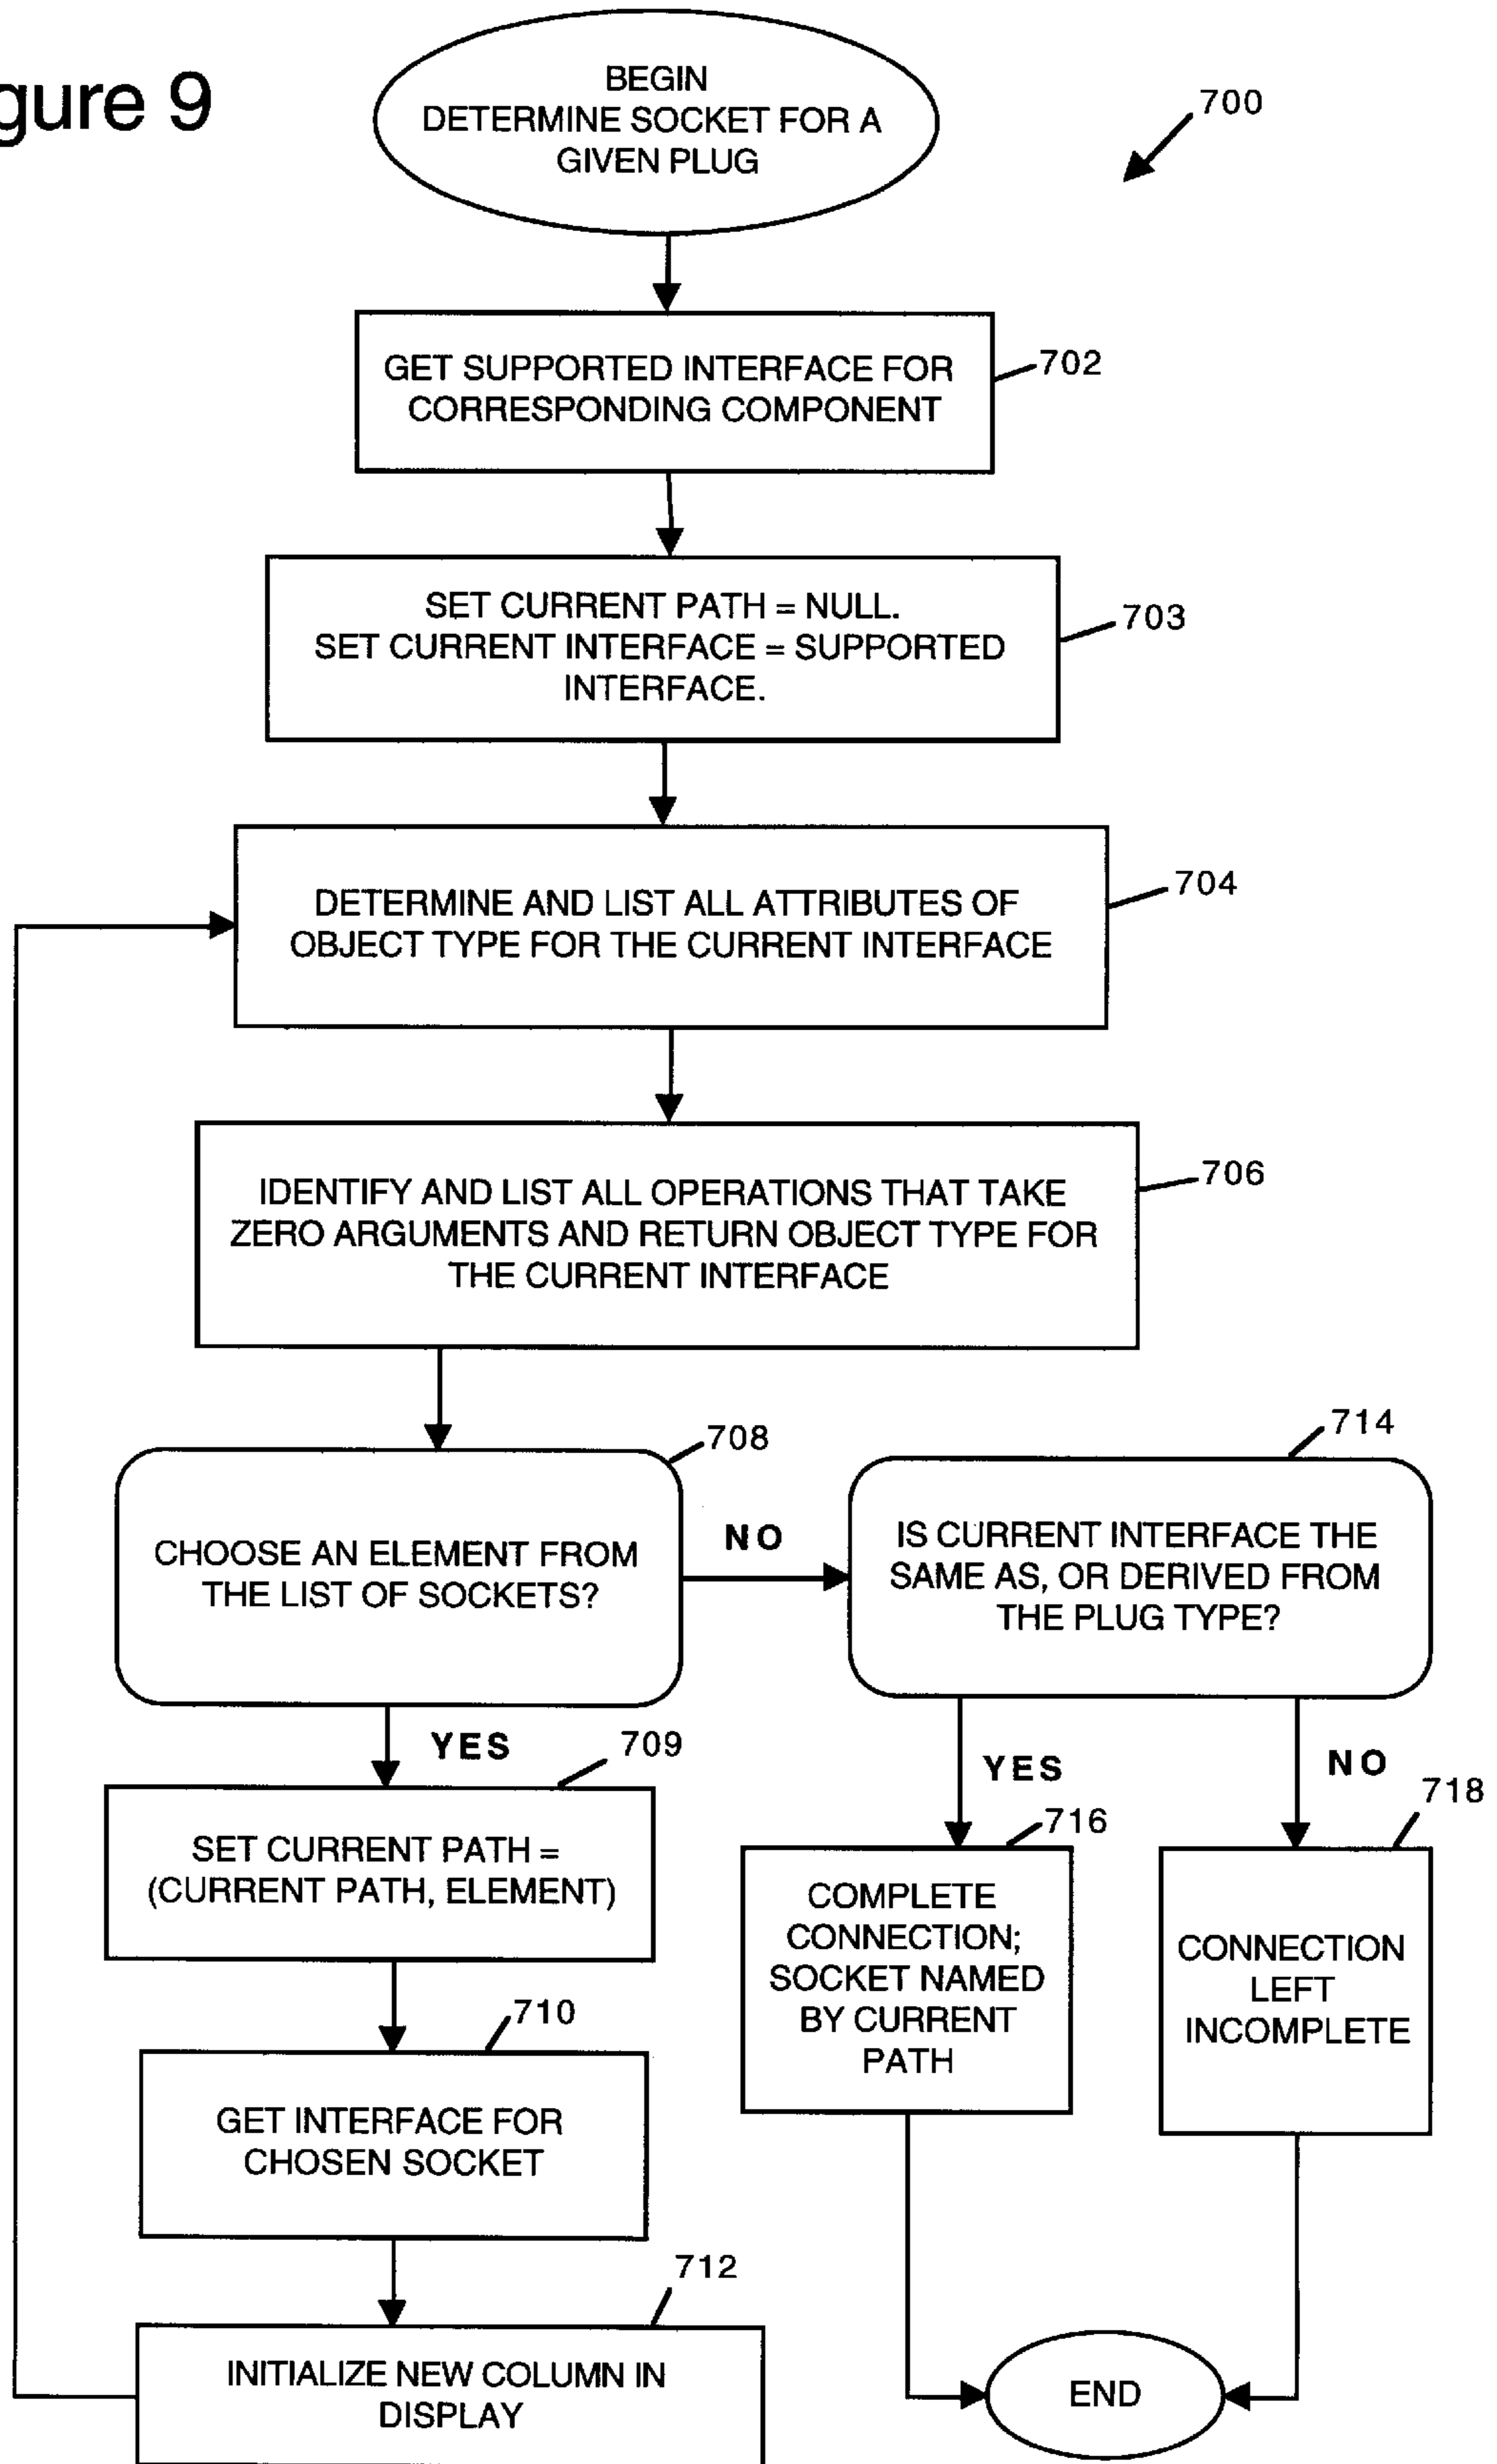 gure 9
BEGIN
DETERMINE SOCKET FOR A
GIVEN PLUG
700
GET SUPPORTED INTERFACE FOR
CORRESPONDING COMPONENT
702
SET CURRENT PATH = NULL.
SET CURRENT INTERFACE = SUPPORTED
INTERFACE.
703
DETERMINE AND LIST ALL ATTRIBUTES OF
OBJECT TYPE FOR THE CURRENT INTERFACE
704
IDENTIFY AND LIST ALL OPERATIONS THAT TAKE
ZERO ARGUMENTS AND RETURN OBJECT TYPE FOR
THE CURRENT INTERFACE
706
CHOOSE AN ELEMENT FROM
THE LIST OF SOCKETS?
708
NO
IS CURRENT INTERFACE THE
SAME AS, OR DERIVED FROM
THE PLUG TYPE?
714
YES
709
SET CURRENT PATH =
(CURRENT PATH, ELEMENT)
YES
716
COMPLETE
CONNECTION;
SOCKET NAMED
BY CURRENT
PATH
NO
718
CONNECTION
LEFT
INCOMPLETE
710
GET INTERFACE FOR
CHOSEN SOCKET
712
INITIALIZE NEW COLUMN IN
DISPLAY
END